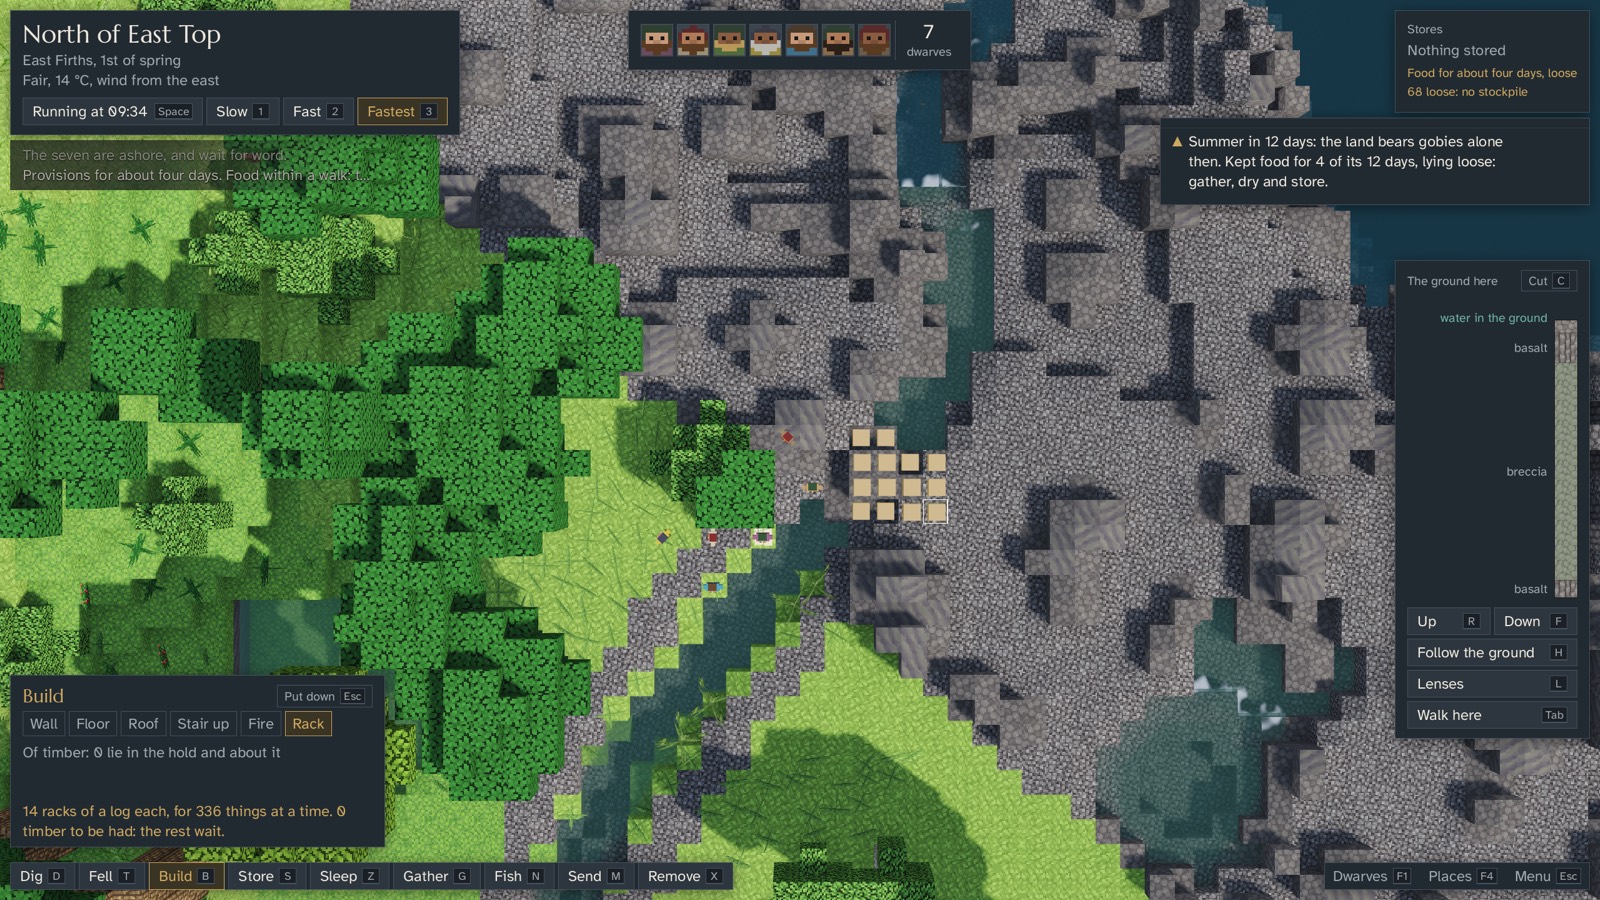 North of East Top
East Firths, 1st of spring
Fair, 14 °C, wind from the east
Running at 09:34 Space
Slow 1
Fast 2
Fastest 3
The seven are ashore, and wait for word.
Provisions for about four days. Food within a walk: t...
7
dwarves
Stores
Nothing stored
Food for about four days, loose
68 loose: no stockpile
Summer in 12 days: the land bears gobies alone
then. Kept food for 4 of its 12 days, lying loose:
gather, dry and store.
The ground here
Cut C
water in the ground
basalt
breccia
basalt
Up R
Down F
Follow the ground H
Lenses L
Walk here Tab
Build
Put down Esc
Wall
Floor
Roof
Stair up
Fire
Rack
Of timber: 0 lie in the hold and about it
14 racks of a log each, for 336 things at a time. 0
timber to be had: the rest wait.
Dig D
Fell T
Build B
Store S
Sleep Z
Gather G
Fish N
Send M
Remove X
Dwarves F1
Places F4
Menu Esc